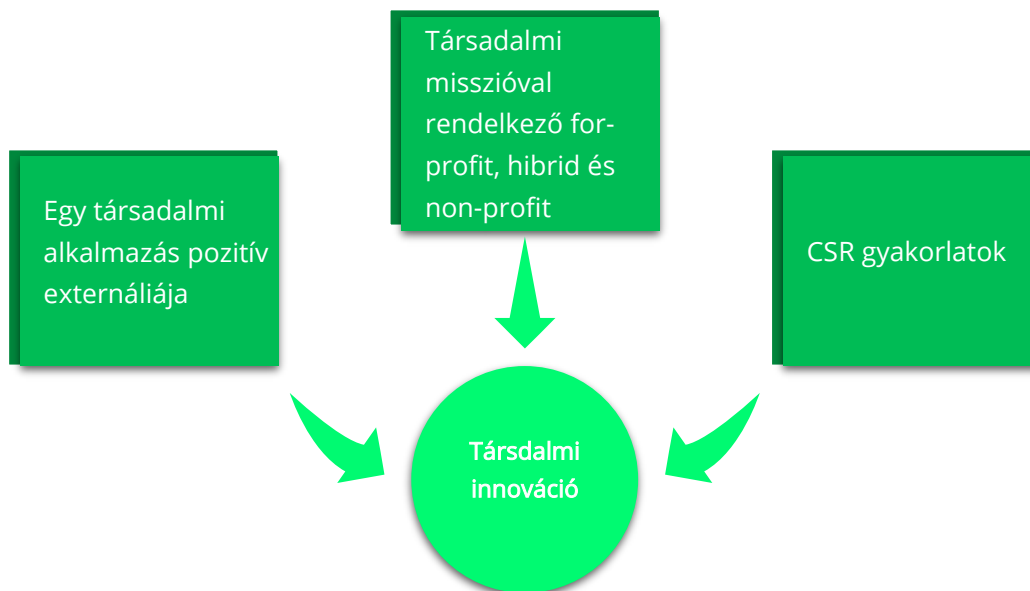 Társadalmi
misszióval
rendelkező for-
profit, hibrid és
non-profit
Egy társadalmi
alkalmazás pozitív
externáliája
CSR gyakorlatok
Társdalmi
innováció